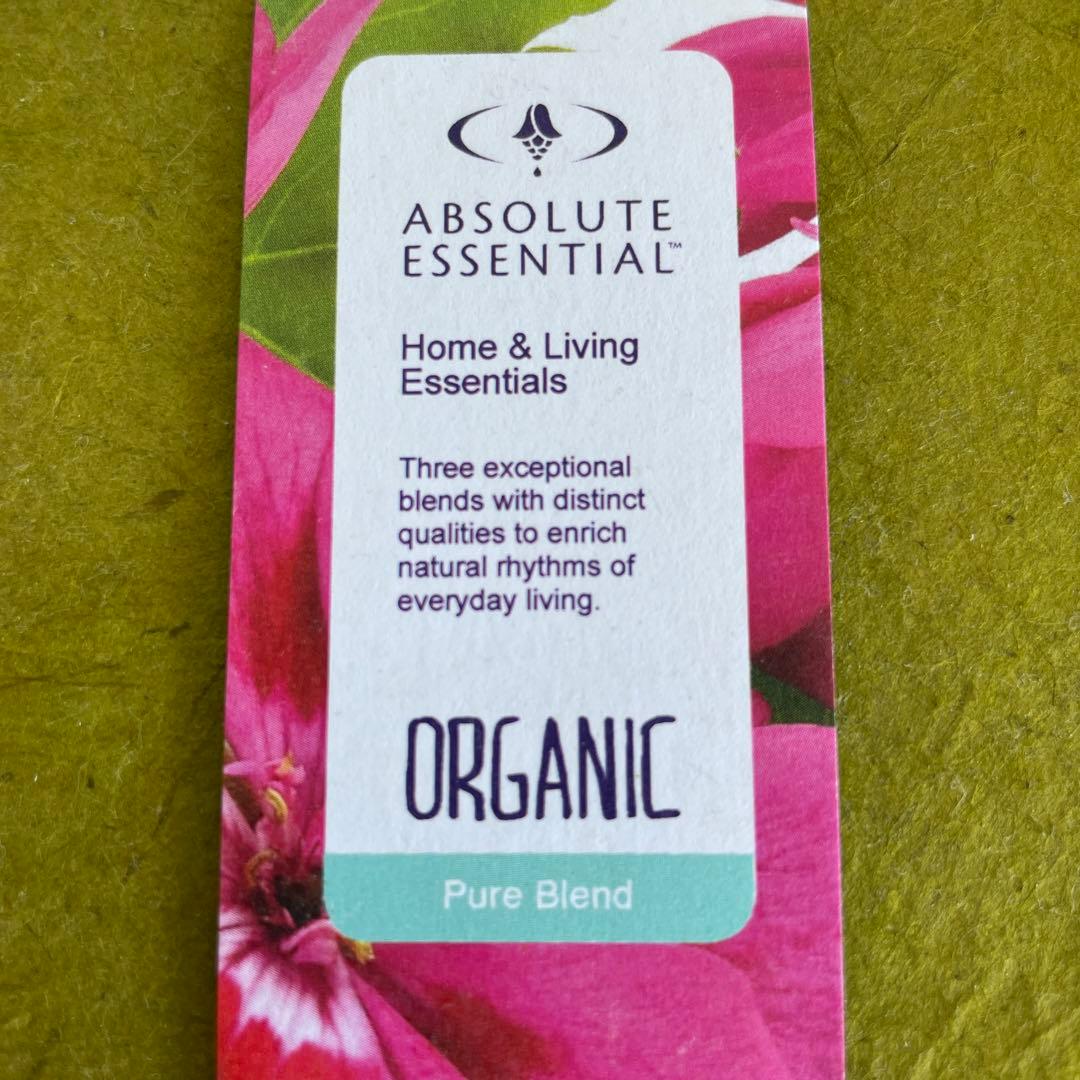 ABSOLUTE
ESSENTIAL™
Home & Living
Essentials
Three exceptional
blends with distinct
qualities to enrich
natural rhythms of
everyday living.
ORGANIC
Pure Blend